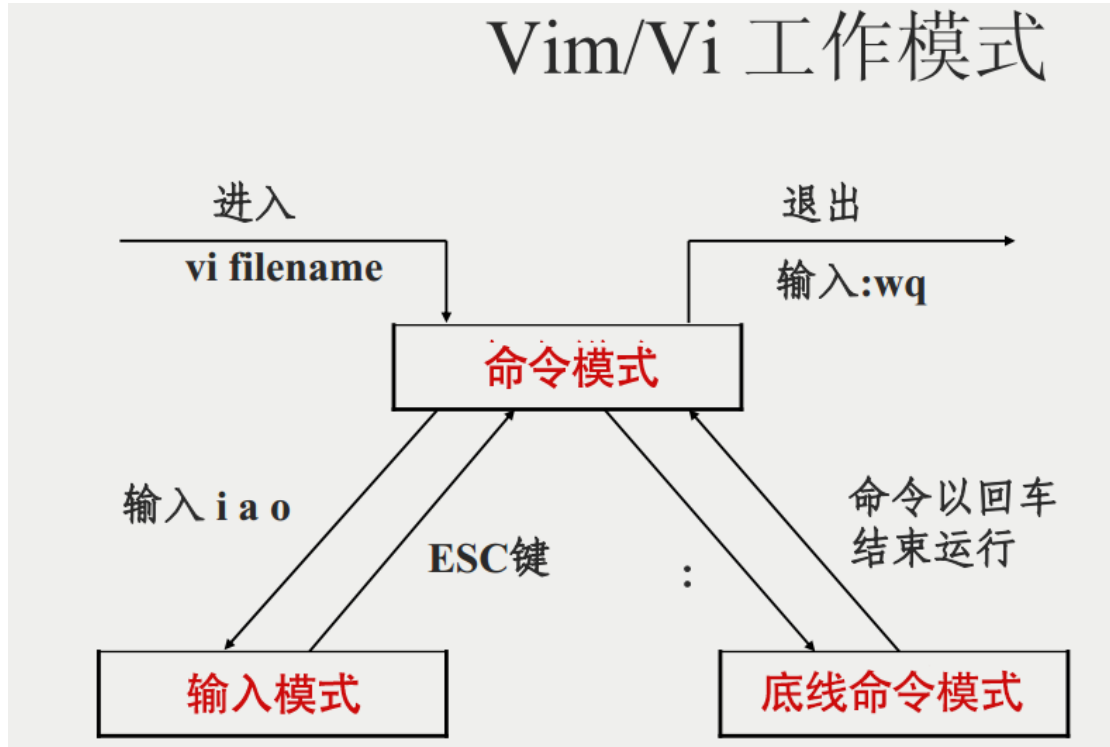 Vim/Vi 工作模式
进入
vi filename
退出
输入:wq
命令模式
输入 i a o
ESC键
:
命令以回车
结束运行
输入模式
底线命令模式